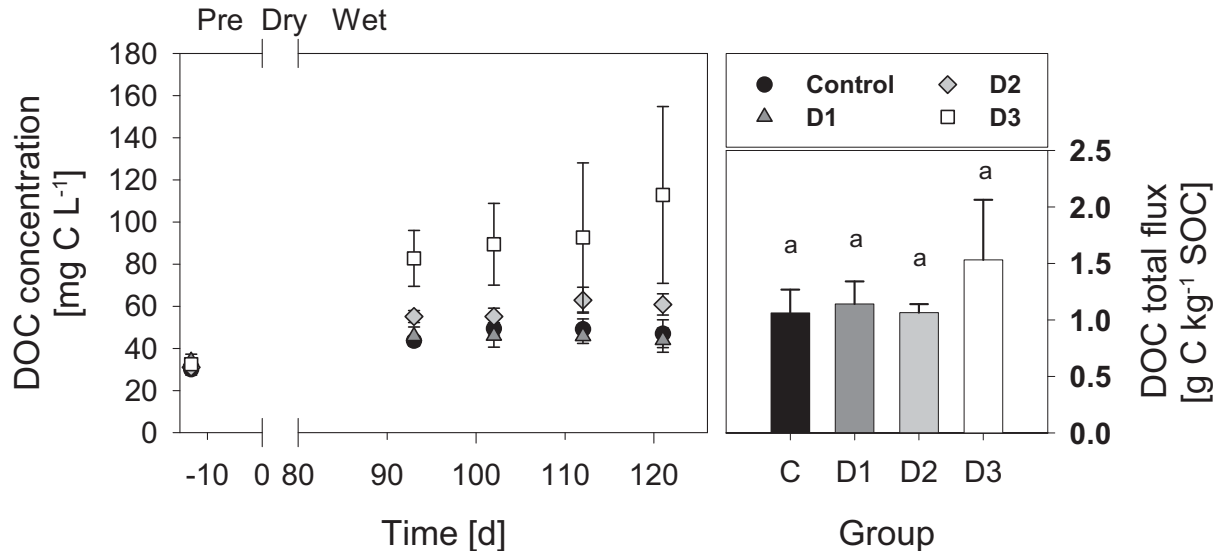 Pre Dry Wet
DOC concentration
[mg C L-1]
180
160
140
120
100
80
60
40
20
0
-10 0 80 90 100 110 120
Time [d]
Control D2
D1 D3
a a a a
2.5
2.0
1.5
1.0
0.5
0.0
DOC total flux
[g C kg-1 SOC]
C D1 D2 D3
Group